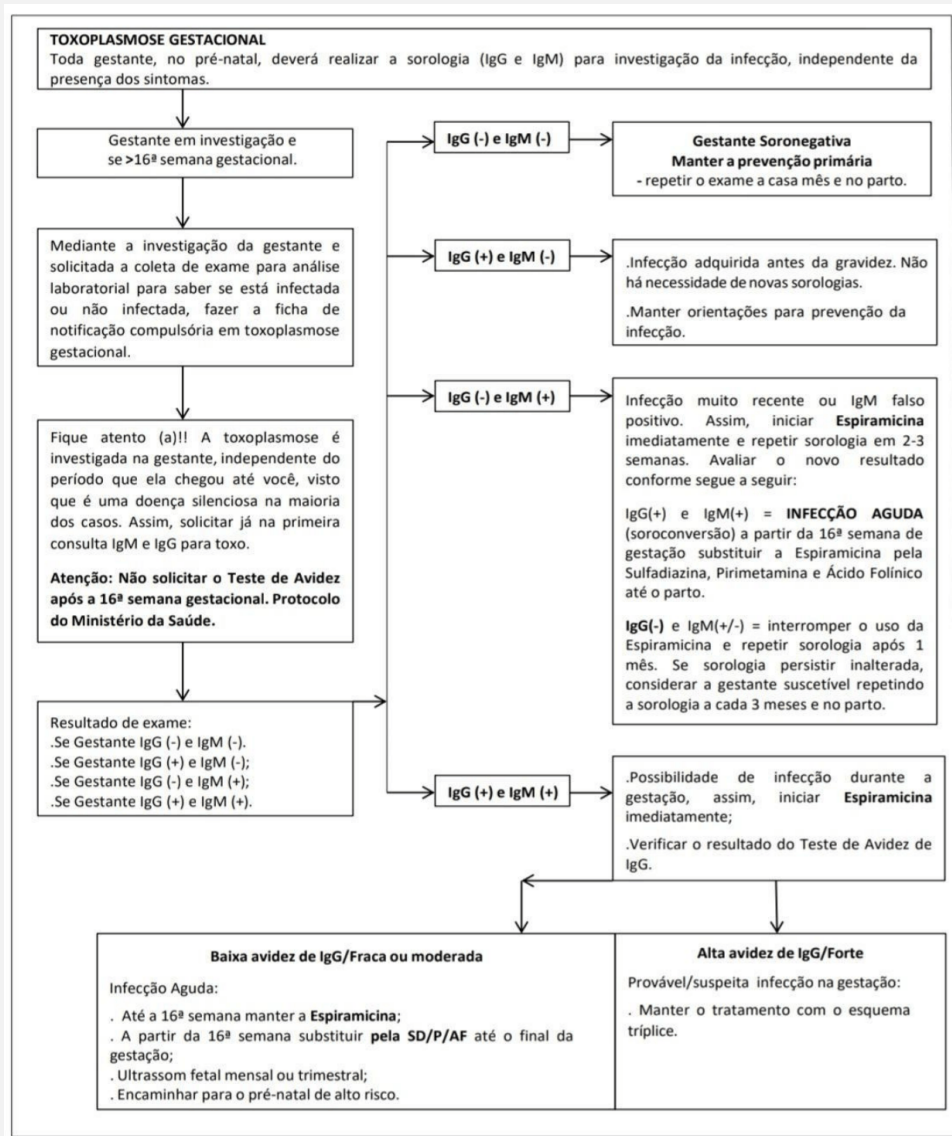 TOXOPLASMOSE GESTACIONAL
Toda gestante, no pré-natal, deverá realizar a sorologia (IgG e IgM) para investigação da infecção, independente da
presença dos sintomas.
Gestante em investigação e
se >16ª semana gestacional.
Mediante a investigação da gestante e
solicitada a coleta de exame para análise
laboratorial para saber se está infectada
ou não infectada, fazer a ficha de
notificação compulsória em toxoplasmose
gestacional.
Fique atento (a)!! A toxoplasmose é
investigada na gestante, independente do
período que ela chegou até você, visto
que é uma doença silenciosa na maioria
dos casos. Assim, solicitar já na primeira
consulta IgM e IgG para toxo.
Atenção: Não solicitar o Teste de Avidez
após a 16ª semana gestacional. Protocolo
do Ministério da Saúde.
Resultado de exame:
.Se Gestante IgG (-) e IgM (-).
.Se Gestante IgG (+) e IgM (-);
.Se Gestante IgG (-) e IgM (+);
.Se Gestante IgG (+) e IgM (+).
IgG (-) e IgM (-)
Gestante Soronegativa
Manter a prevenção primária
- repetir o exame a casa mês e no parto.
IgG (+) e IgM (-)
.Infecção adquirida antes da gravidez. Não
há necessidade de novas sorologias.
.Manter orientações para prevenção da
infecção.
IgG (-) e IgM (+)
Infecção muito recente ou IgM falso
positivo. Assim, iniciar Espiramicina
imediatamente e repetir sorologia em 2-3
semanas. Avaliar o novo resultado
conforme segue a seguir:
IgG(+) e IgM(+) = INFECÇÃO AGUDA
(soroconversão) a partir da 16ª semana de
gestação substituir a Espiramicina pela
Sulfadiazina, Pirimetamina e Ácido Folínico
até o parto.
IgG(-) e IgM(+/-) = interromper o uso da
Espiramicina e repetir sorologia após 1
mês. Se sorologia persistir inalterada,
considerar a gestante suscetível repetindo
a sorologia a cada 3 meses e no parto.
IgG (+) e IgM (+)
.Possibilidade de infecção durante a
gestação, assim, iniciar Espiramicina
imediatamente;
.Verificar o resultado do Teste de Avidez de
IgG.
Baixa avidez de IgG/Fraca ou moderada
Infecção Aguda:
. Até a 16ª semana manter a Espiramicina;
. A partir da 16ª semana substituir pela SD/P/AF até o final da
gestação;
. Ultrassom fetal mensal ou trimestral;
. Encaminhar para o pré-natal de alto risco.
Alta avidez de IgG/Forte
Provável/suspeita infecção na gestação:
. Manter o tratamento com o esquema
tríplice.